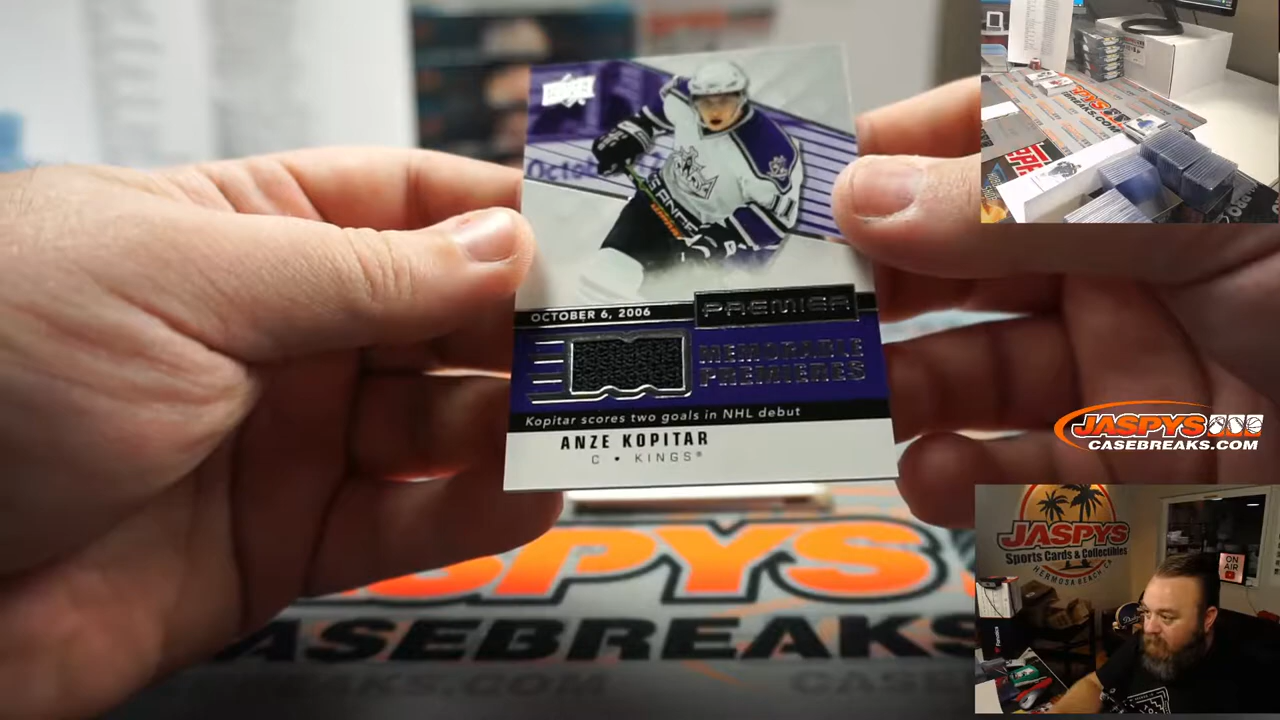 OCTOBER 6, 2006
PREMIER
MEMORABLE
PREMIERES
Kopitar scores two goals in NHL debut
ANZE KOPITAR
C • KINGS®
11
JASPYS
CASEBREAKS.COM
JASPYS
Sports Cards & Collectibles
HERMOSA BEACH, CA
ON
AIR